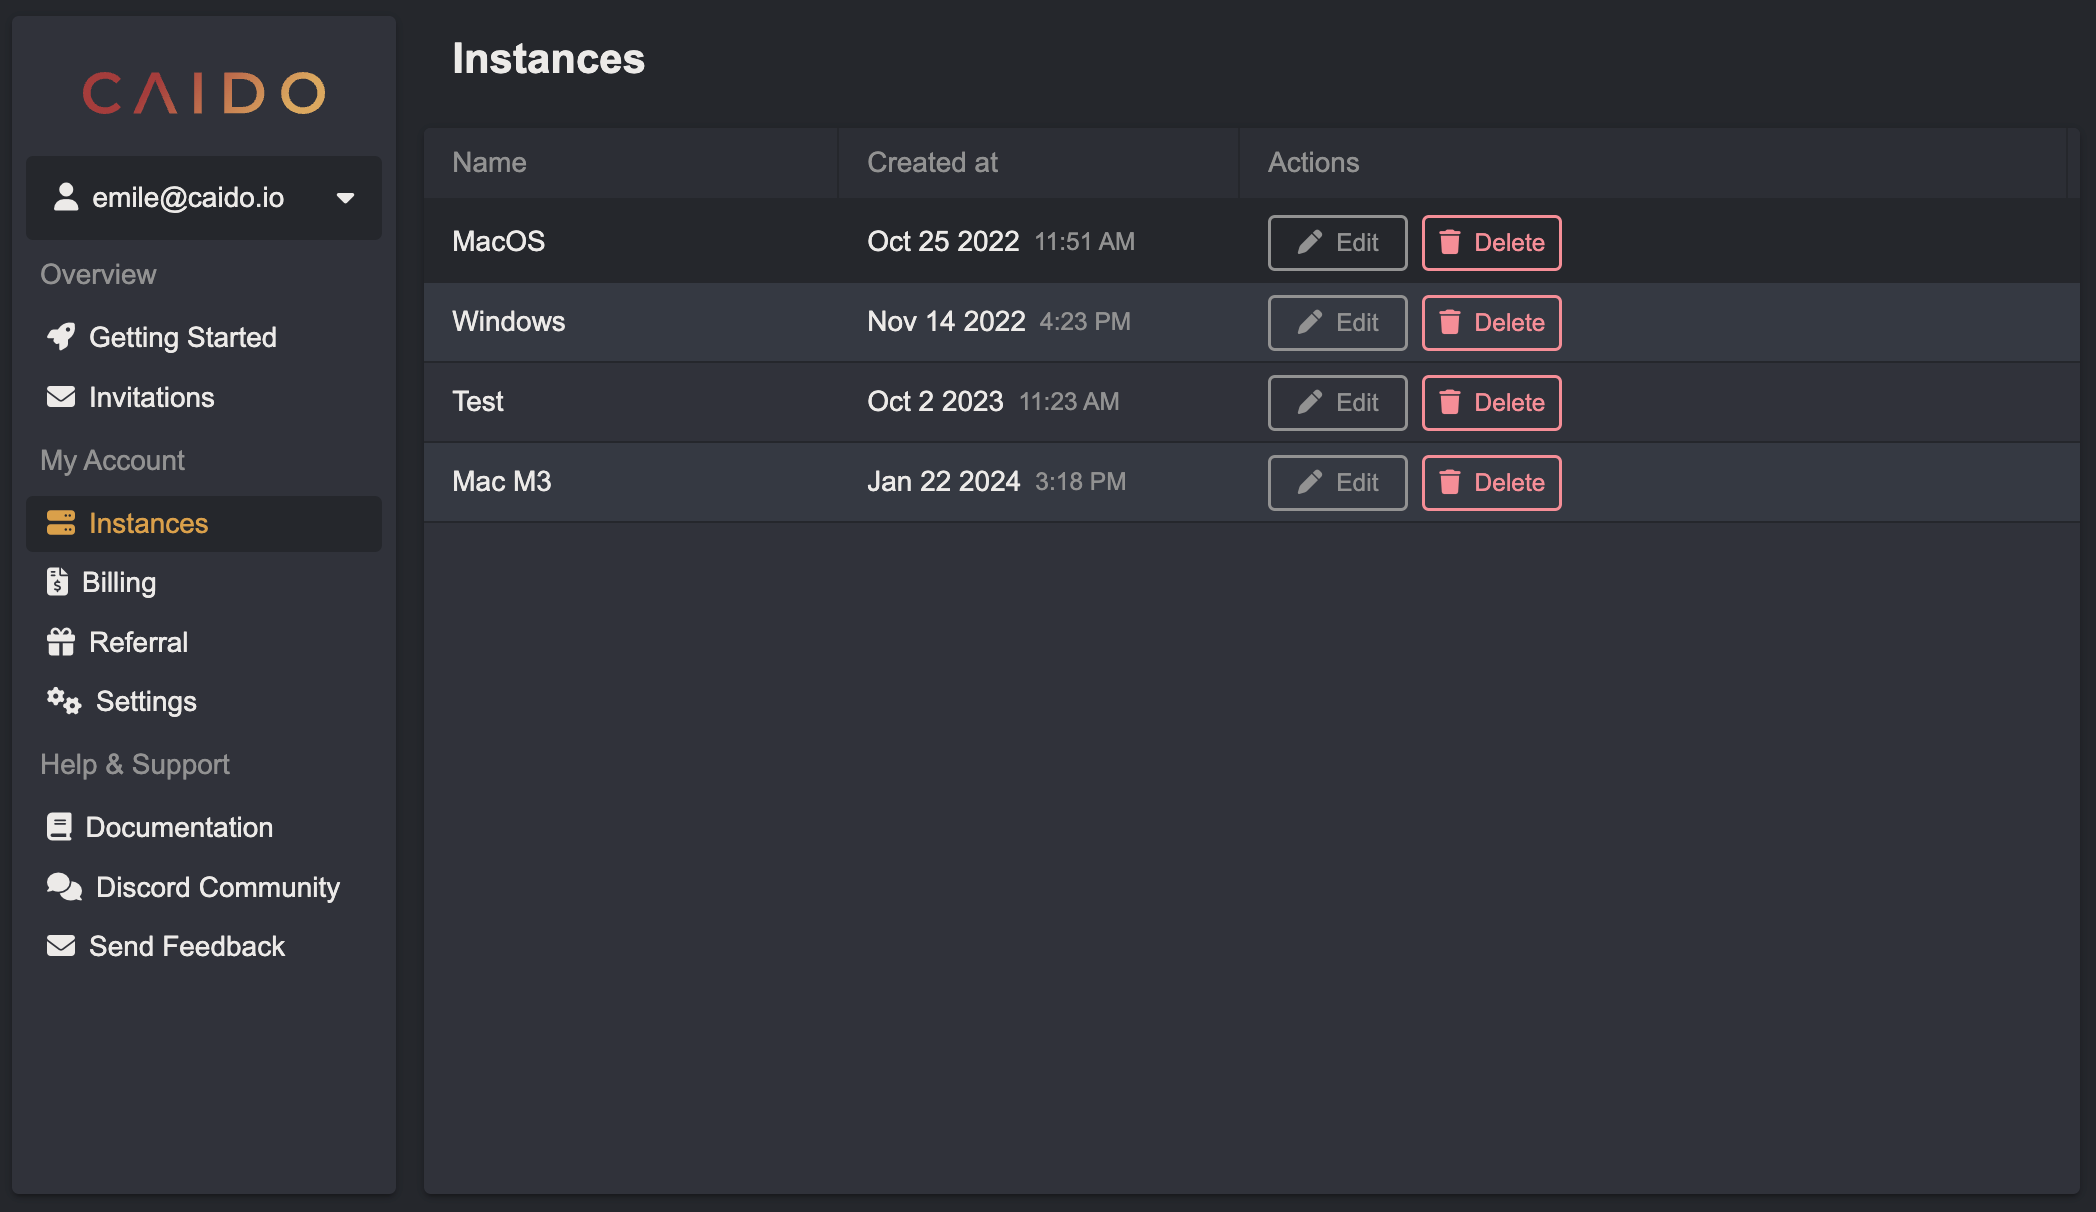 CAIDO
emile@caido.io
Overview
Getting Started
Invitations
My Account
Instances
Billing
Referral
Settings
Help & Support
Documentation
Discord Community
Send Feedback
Instances
Name Created at Actions
MacOS Oct 25 2022 11:51 AM Edit Delete
Windows Nov 14 2022 4:23 PM Edit Delete
Test Oct 2 2023 11:23 AM Edit Delete
Mac M3 Jan 22 2024 3:18 PM Edit Delete